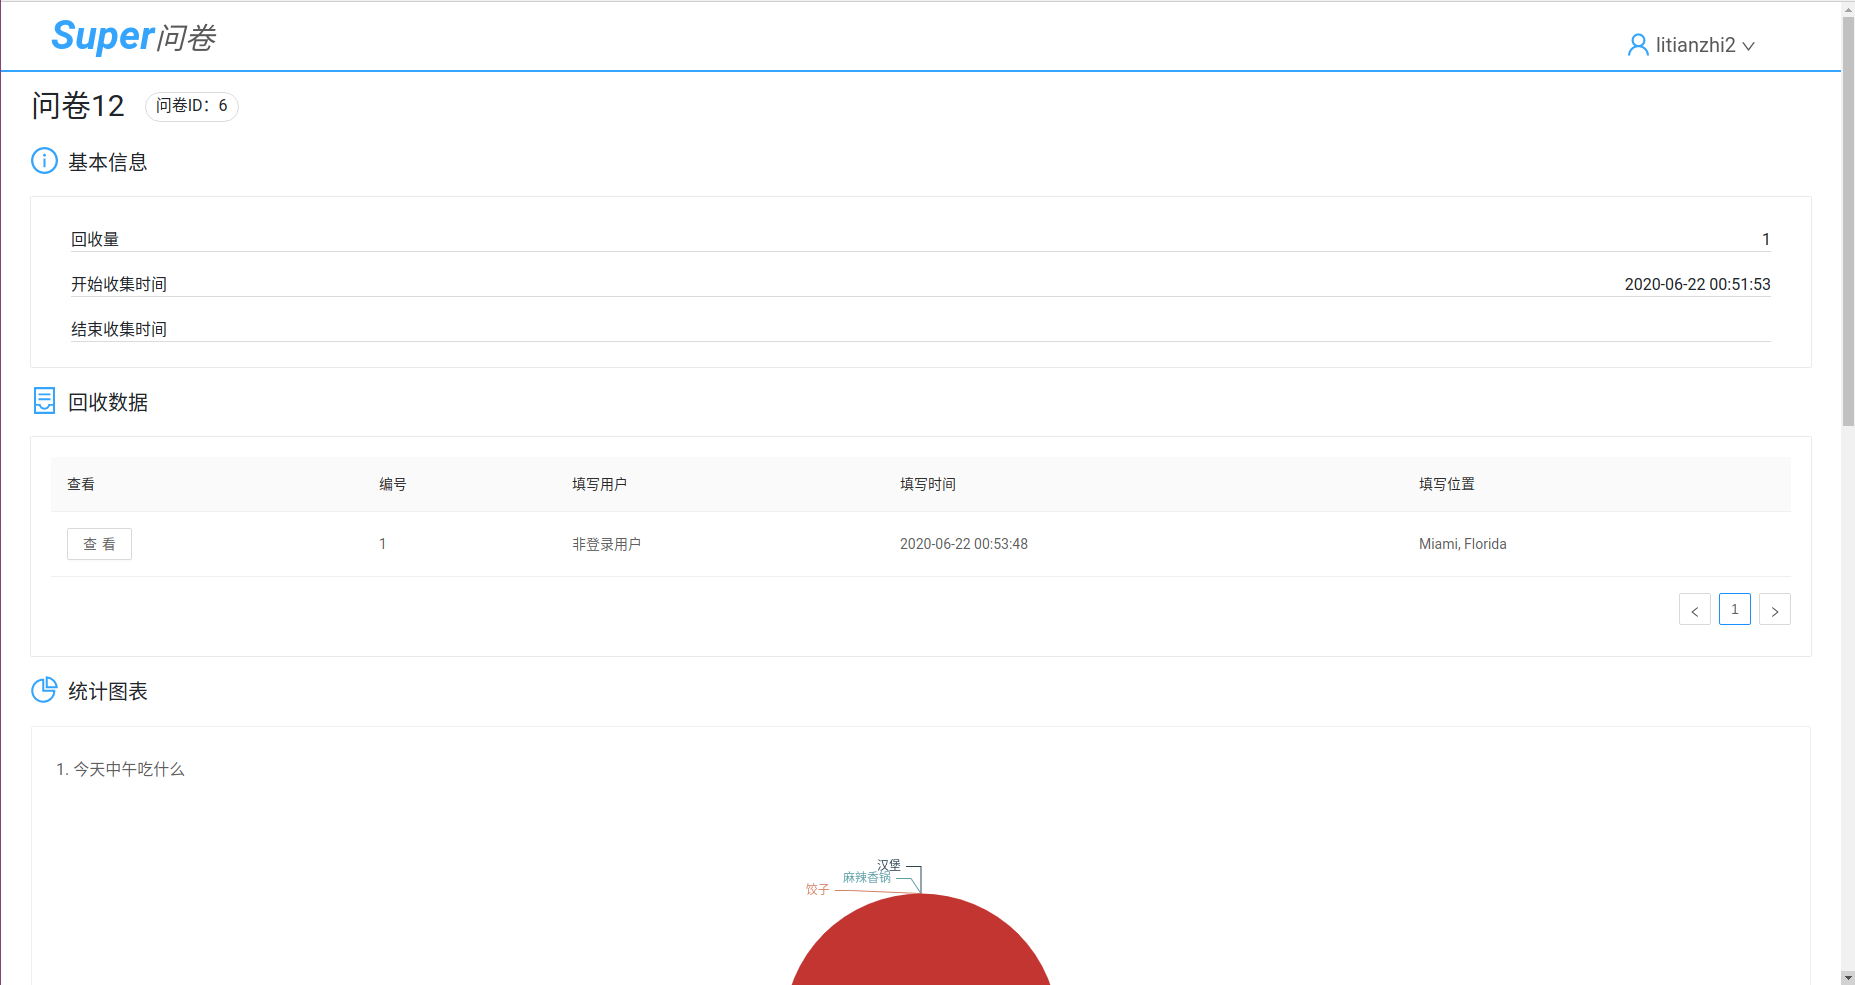 Super问卷
litianzhi2
问卷12 问卷ID：6
基本信息
回收量 1
开始收集时间 2020-06-22 00:51:53
结束收集时间
回收数据
查看 编号 填写用户 填写时间 填写位置
查 看 1 非登录用户 2020-06-22 00:53:48 Miami, Florida
< 1 >
统计图表
1. 今天中午吃什么
汉堡
麻辣香锅
饺子